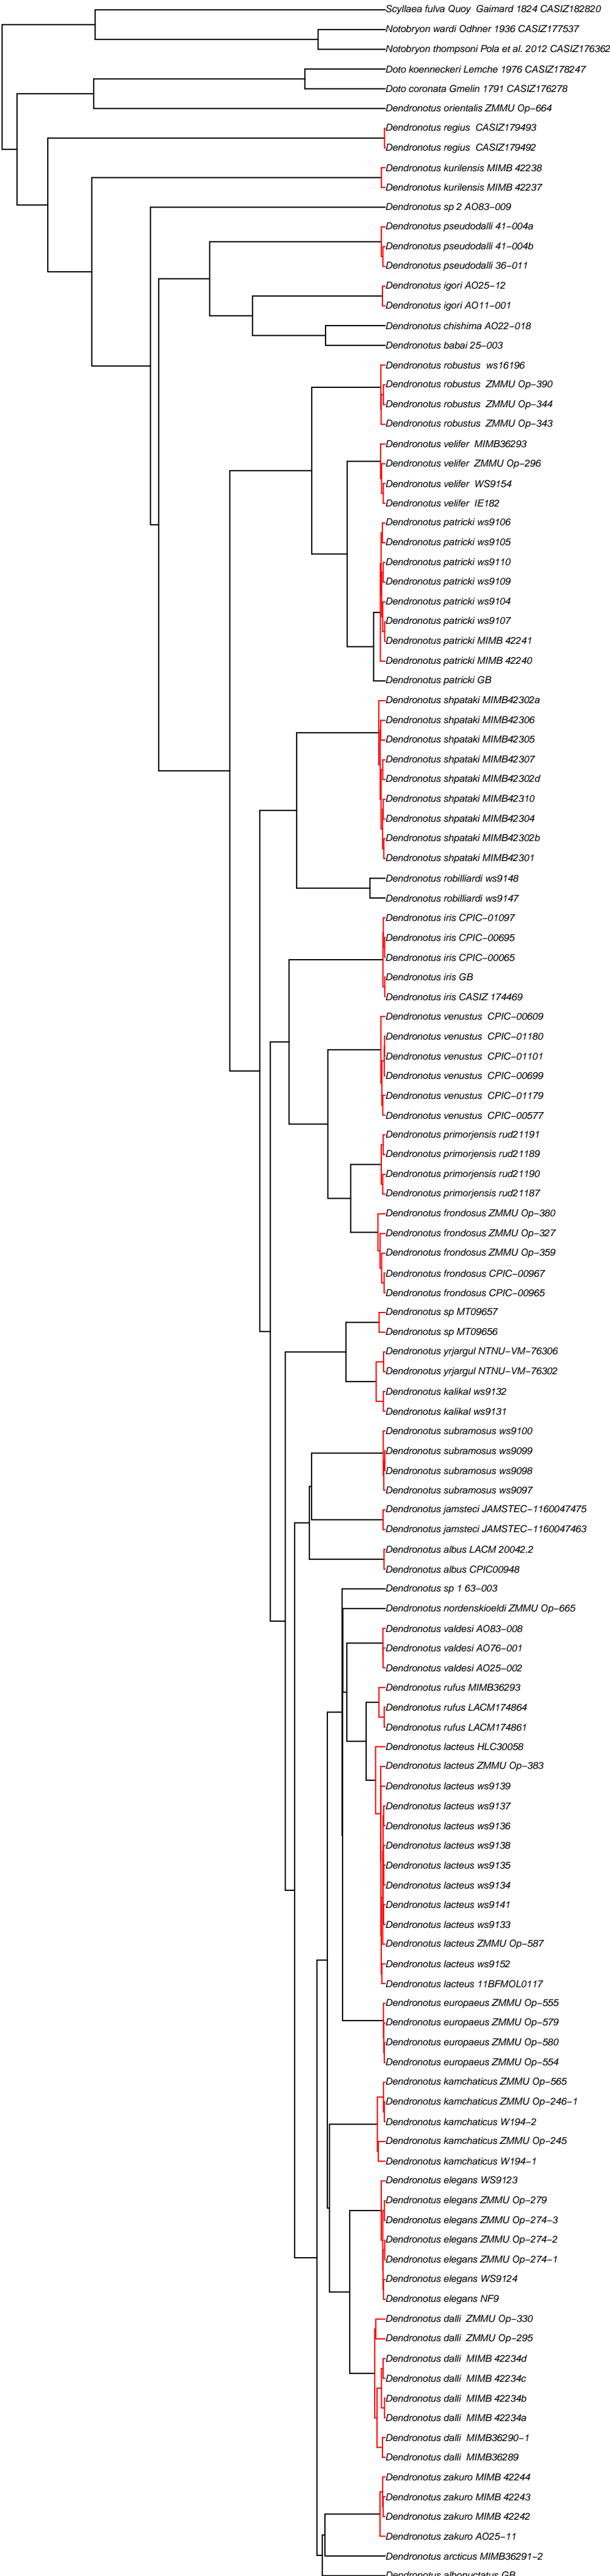 Scyllaea fulva Quoy Gaimard 1824 CASIZ182820
Notobryon wardi Odhner 1936 CASIZ177537
Notobryon thompsoni Pola et al. 2012 CASIZ176362
Doto koenneckeri Lemche 1976 CASIZ178247
Doto coronata Gmelin 1791 CASIZ176278
Dendronotus orientalis ZMMU Op−664
Dendronotus regius CASIZ179493
Dendronotus regius CASIZ179492
Dendronotus kurilensis MIMB 42238
Dendronotus kurilensis MIMB 42237
Dendronotus sp 2 AO83−009
Dendronotus pseudodalli 41−004a
Dendronotus pseudodalli 41−004b
Dendronotus pseudodalli 36−011
Dendronotus igori AO25−12
Dendronotus igori AO11−001
Dendronotus chishima AO22−018
Dendronotus babai 25−003
Dendronotus robustus ws16196
Dendronotus robustus ZMMU Op−390
Dendronotus robustus ZMMU Op−344
Dendronotus robustus ZMMU Op−343
Dendronotus velifer MIMB36293
Dendronotus velifer ZMMU Op−296
Dendronotus velifer WS9154
Dendronotus velifer IE182
Dendronotus patricki ws9106
Dendronotus patricki ws9105
Dendronotus patricki ws9110
Dendronotus patricki ws9109
Dendronotus patricki ws9104
Dendronotus patricki ws9107
Dendronotus patricki MIMB 42241
Dendronotus patricki MIMB 42240
Dendronotus patricki GB
Dendronotus shpataki MIMB42302a
Dendronotus shpataki MIMB42306
Dendronotus shpataki MIMB42305
Dendronotus shpataki MIMB42307
Dendronotus shpataki MIMB42302d
Dendronotus shpataki MIMB42310
Dendronotus shpataki MIMB42304
Dendronotus shpataki MIMB42302b
Dendronotus shpataki MIMB42301
Dendronotus robilliardi ws9148
Dendronotus robilliardi ws9147
Dendronotus iris CPIC−01097
Dendronotus iris CPIC−00695
Dendronotus iris CPIC−00065
Dendronotus iris GB
Dendronotus iris CASIZ 174469
Dendronotus venustus CPIC−00609
Dendronotus venustus CPIC−01180
Dendronotus venustus CPIC−01101
Dendronotus venustus CPIC−00699
Dendronotus venustus CPIC−01179
Dendronotus venustus CPIC−00577
Dendronotus primorjensis rud21191
Dendronotus primorjensis rud21189
Dendronotus primorjensis rud21190
Dendronotus primorjensis rud21187
Dendronotus frondosus ZMMU Op−380
Dendronotus frondosus ZMMU Op−327
Dendronotus frondosus ZMMU Op−359
Dendronotus frondosus CPIC−00967
Dendronotus frondosus CPIC−00965
Dendronotus sp MT09657
Dendronotus sp MT09656
Dendronotus yrjargul NTNU−VM−76306
Dendronotus yrjargul NTNU−VM−76302
Dendronotus kalikal ws9132
Dendronotus kalikal ws9131
Dendronotus subramosus ws9100
Dendronotus subramosus ws9099
Dendronotus subramosus ws9098
Dendronotus subramosus ws9097
Dendronotus jamsteci JAMSTEC−1160047475
Dendronotus jamsteci JAMSTEC−1160047463
Dendronotus albus LACM 20042.2
Dendronotus albus CPIC00948
Dendronotus sp 1 63−003
Dendronotus nordenskioeldi ZMMU Op−665
Dendronotus valdesi AO83−008
Dendronotus valdesi AO76−001
Dendronotus valdesi AO25−002
Dendronotus rufus MIMB36293
Dendronotus rufus LACM174864
Dendronotus rufus LACM174861
Dendronotus lacteus HLC30058
Dendronotus lacteus ZMMU Op−383
Dendronotus lacteus ws9139
Dendronotus lacteus ws9137
Dendronotus lacteus ws9136
Dendronotus lacteus ws9138
Dendronotus lacteus ws9135
Dendronotus lacteus ws9134
Dendronotus lacteus ws9141
Dendronotus lacteus ws9133
Dendronotus lacteus ZMMU Op−587
Dendronotus lacteus ws9152
Dendronotus lacteus 11BFMOL0117
Dendronotus europaeus ZMMU Op−555
Dendronotus europaeus ZMMU Op−579
Dendronotus europaeus ZMMU Op−580
Dendronotus europaeus ZMMU Op−554
Dendronotus kamchaticus ZMMU Op−565
Dendronotus kamchaticus ZMMU Op−246−1
Dendronotus kamchaticus W194−2
Dendronotus kamchaticus ZMMU Op−245
Dendronotus kamchaticus W194−1
Dendronotus elegans WS9123
Dendronotus elegans ZMMU Op−279
Dendronotus elegans ZMMU Op−274−3
Dendronotus elegans ZMMU Op−274−2
Dendronotus elegans ZMMU Op−274−1
Dendronotus elegans WS9124
Dendronotus elegans NF9
Dendronotus dalli ZMMU Op−330
Dendronotus dalli ZMMU Op−295
Dendronotus dalli MIMB 42234d
Dendronotus dalli MIMB 42234c
Dendronotus dalli MIMB 42234b
Dendronotus dalli MIMB 42234a
Dendronotus dalli MIMB36290−1
Dendronotus dalli MIMB36289
Dendronotus zakuro MIMB 42244
Dendronotus zakuro MIMB 42243
Dendronotus zakuro MIMB 42242
Dendronotus zakuro AO25−11
Dendronotus arcticus MIMB36291−2
Dendronotus albopuctatus GB